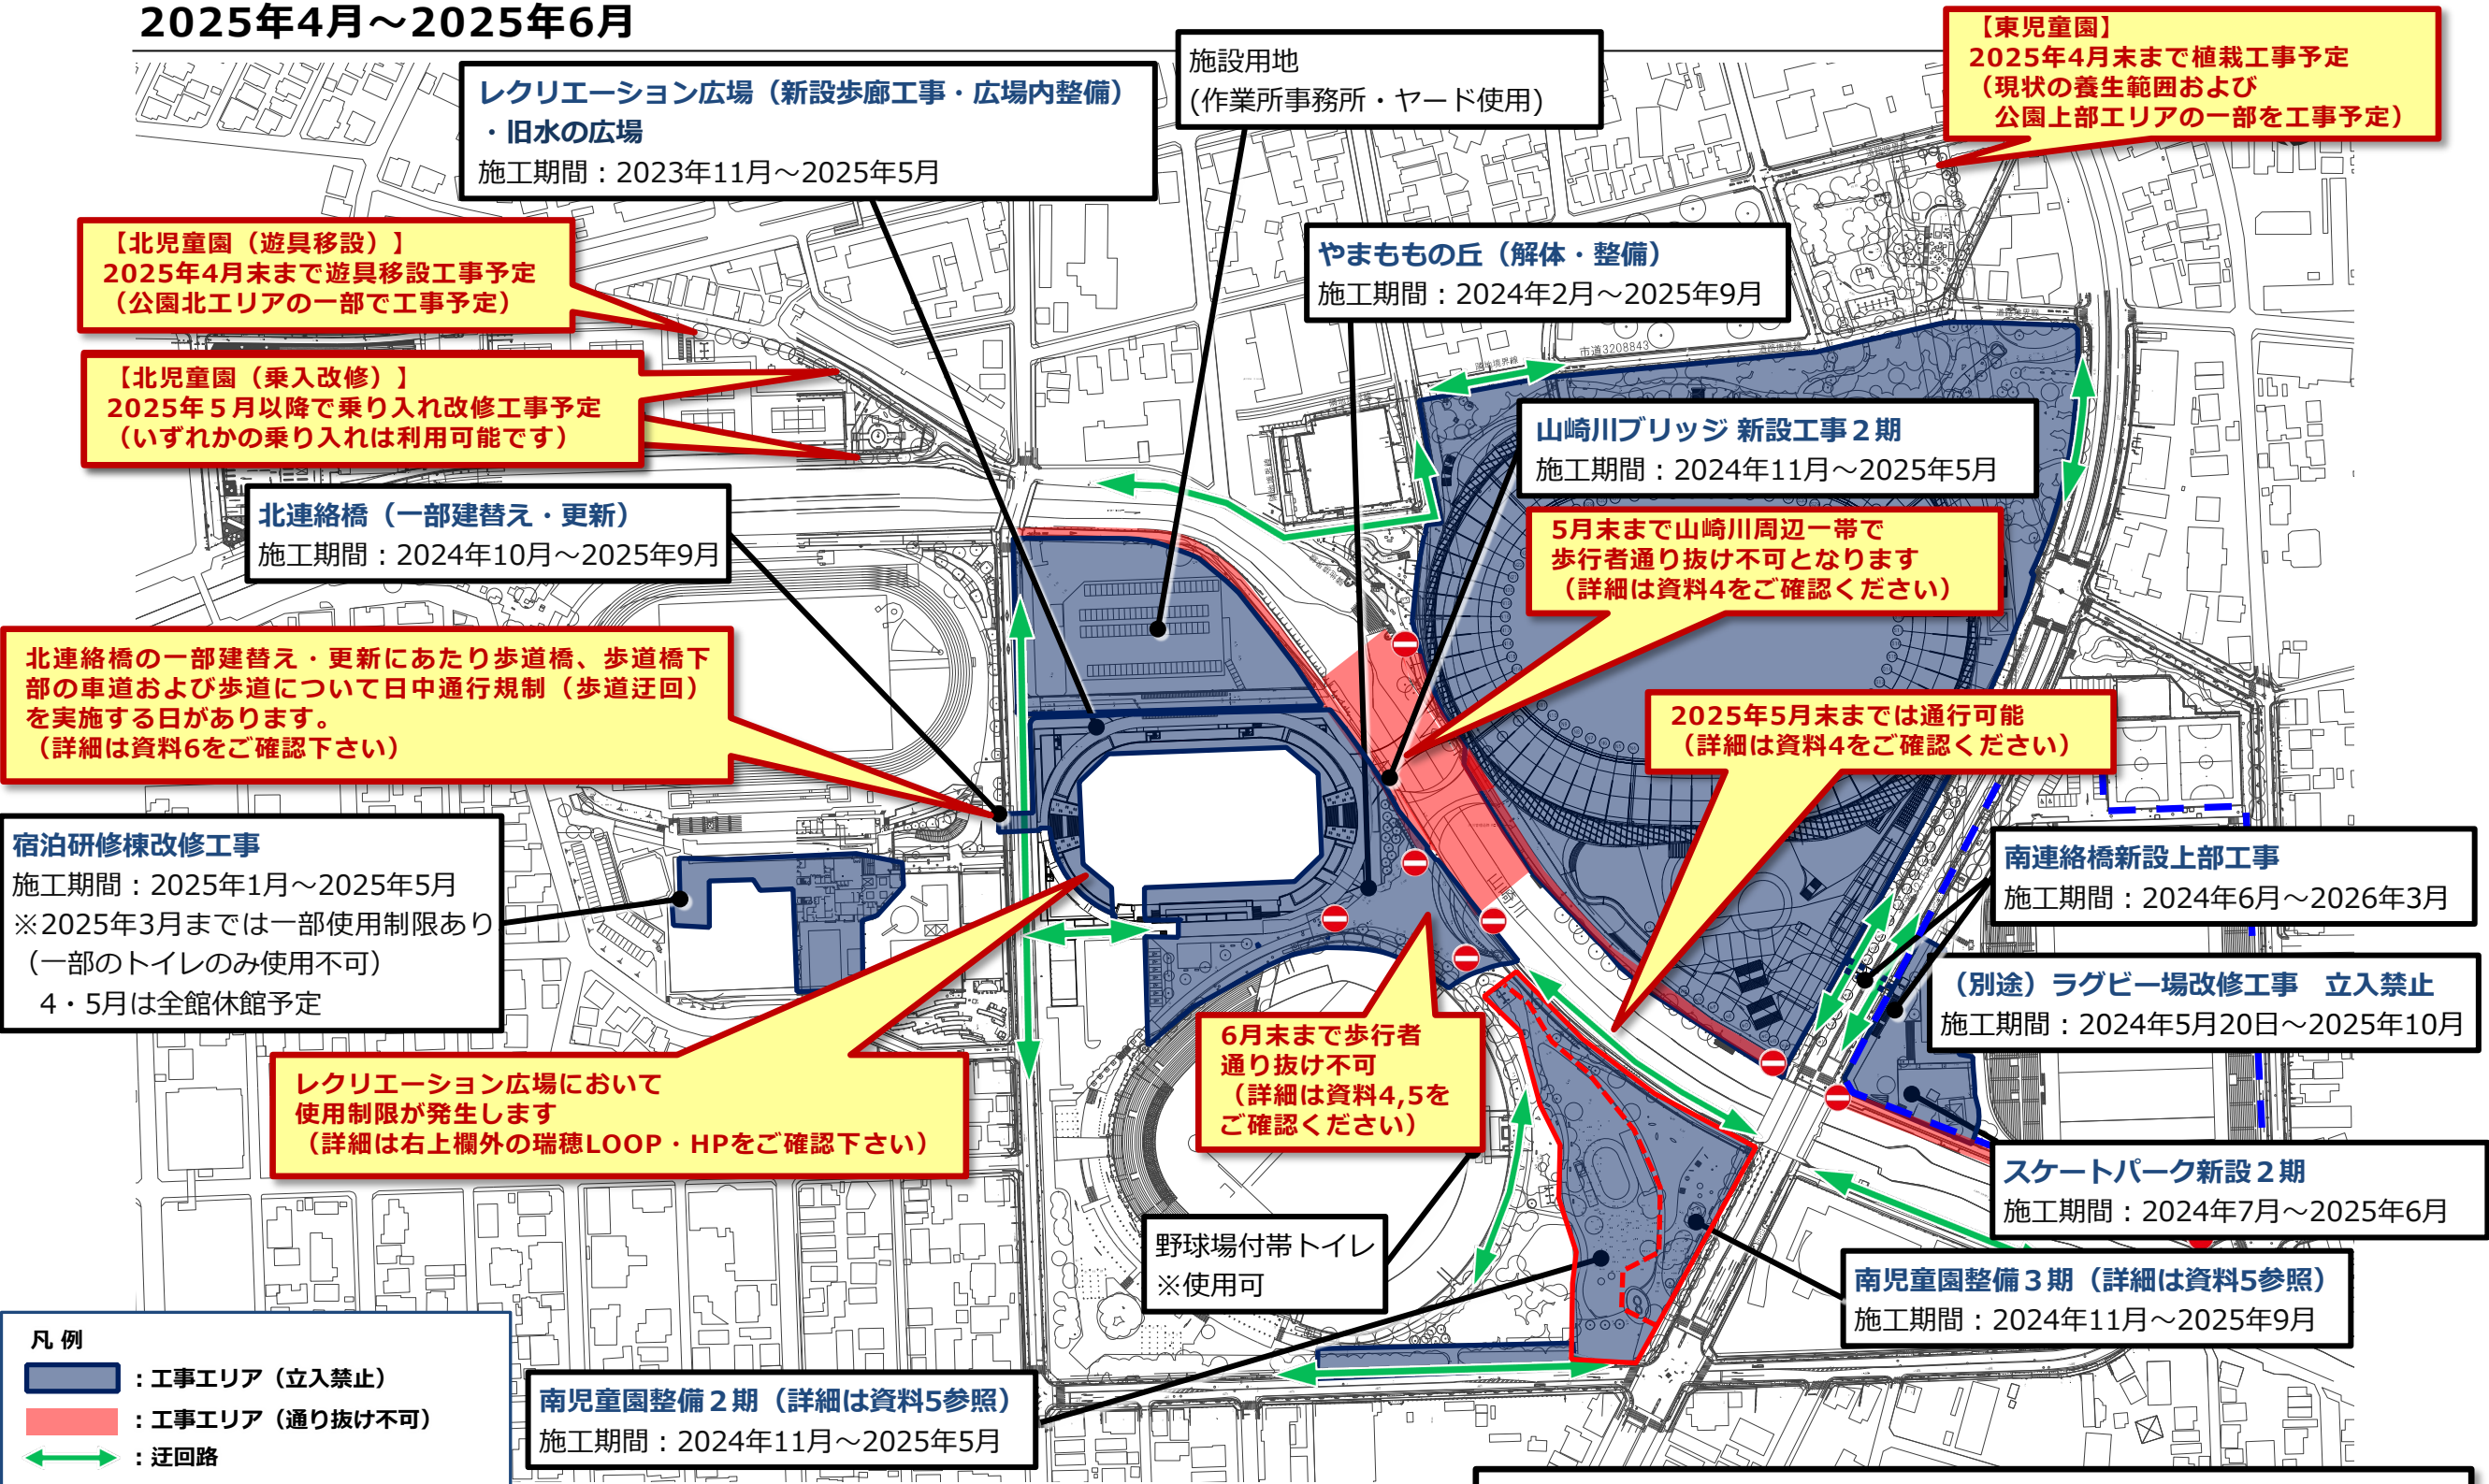 2025年4月～2025年6月
レクリエーション広場（新設歩廊工事・広場内整備）
・旧水の広場
施工期間：2023年11月～2025年5月
施設用地
(作業所事務所・ヤード使用)
【東児童園】
2025年4月末まで植栽工事予定
（現状の養生範囲および
公園上部エリアの一部を工事予定）
【北児童園（遊具移設）】
2025年4月末まで遊具移設工事予定
（公園北エリアの一部で工事予定）
やまももの丘（解体・整備）
施工期間：2024年2月～2025年9月
市道3208843
【北児童園（乗入改修）】
2025年５月以降で乗り入れ改修工事予定
（いずれかの乗り入れは利用可能です）
山崎川ブリッジ 新設工事２期
施工期間：2024年11月～2025年5月
北連絡橋（一部建替え・更新）
施工期間：2024年10月～2025年9月
5月末まで山崎川周辺一帯で
歩行者通り抜け不可となります
（詳細は資料4をご確認ください）
北連絡橋の一部建替え・更新にあたり歩道橋、歩道橋下
部の車道および歩道について日中通行規制（歩道迂回）
を実施する日があります。
（詳細は資料6をご確認下さい）
2025年5月末までは通行可能
（詳細は資料4をご確認ください）
宿泊研修棟改修工事
施工期間：2025年1月～2025年5月
※2025年3月までは一部使用制限あり
（一部のトイレのみ使用不可）
4・5月は全館休館予定
南連絡橋新設上部工事
施工期間：2024年6月～2026年3月
（別途）ラグビー場改修工事　立入禁止
施工期間：2024年5月20日～2025年10月
6月末まで歩行者
通り抜け不可
（詳細は資料4,5を
ご確認ください）
レクリエーション広場において
使用制限が発生します
（詳細は右上欄外の瑞穂LOOP・HPをご確認下さい）
スケートパーク新設２期
施工期間：2024年7月～2025年6月
野球場付帯トイレ
※使用可
南児童園整備３期（詳細は資料5参照）
施工期間：2024年11月～2025年9月
南児童園整備２期（詳細は資料5参照）
施工期間：2024年11月～2025年5月
凡 例
：工事エリア（立入禁止）
：工事エリア（通り抜け不可）
：迂回路